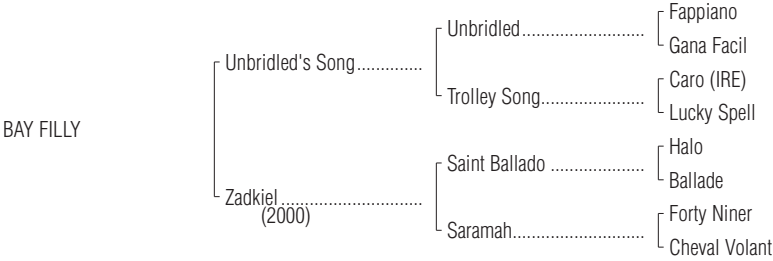 Fappiano
Unbridled..............................
Gana Facil
Unbridled's Song..............
Caro (IRE)
Trolley Song.........................
Lucky Spell
BAY FILLY
Halo
Saint Ballado .......................
Ballade
Zadkiel...................................
(2000)
Forty Niner
Saramah................................
Cheval Volant